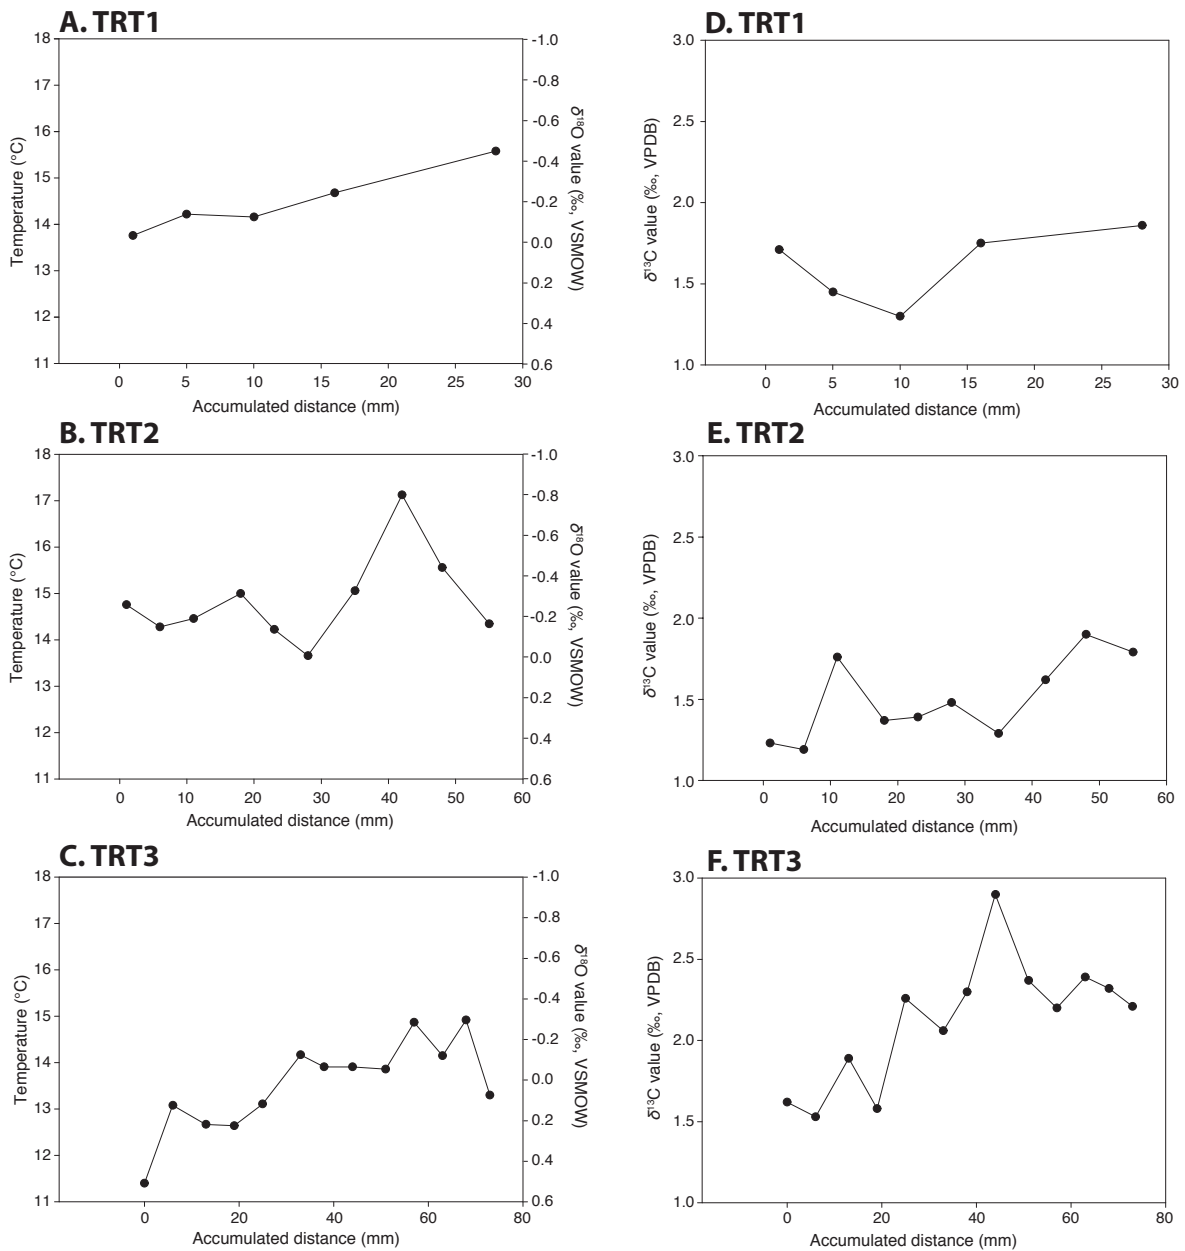 A. TRT1
18
17
16
15
14
13
12
11
Temperature (°C)
-1.0
-0.8
-0.6
-0.4
-0.2
0.0
0.2
0.4
0.6
δ¹⁸O value (‰, VSMOW)
0 5 10 15 20 25 30
Accumulated distance (mm)
D. TRT1
3.0
2.5
2.0
1.5
1.0
δ¹³C value (‰, VPDB)
0 5 10 15 20 25 30
Accumulated distance (mm)
B. TRT2
18
17
16
15
14
13
12
11
Temperature (°C)
-1.0
-0.8
-0.6
-0.4
-0.2
0.0
0.2
0.4
0.6
δ¹⁸O value (‰, VSMOW)
0 10 20 30 40 50 60
Accumulated distance (mm)
E. TRT2
3.0
2.5
2.0
1.5
1.0
δ¹³C value (‰, VPDB)
0 10 20 30 40 50 60
Accumulated distance (mm)
C. TRT3
18
17
16
15
14
13
12
11
Temperature (°C)
-1.0
-0.8
-0.6
-0.4
-0.2
0.0
0.2
0.4
0.6
δ¹⁸O value (‰, VSMOW)
0 20 40 60 80
Accumulated distance (mm)
F. TRT3
3.0
2.5
2.0
1.5
1.0
δ¹³C value (‰, VPDB)
0 20 40 60 80
Accumulated distance (mm)